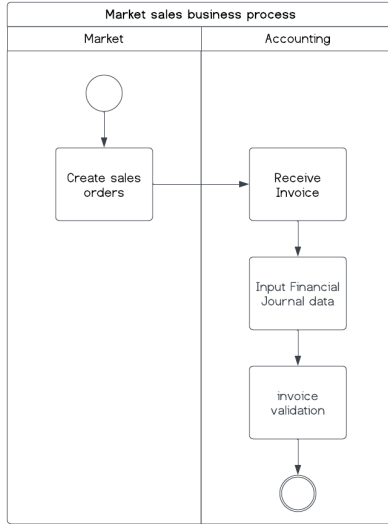 Market sales business process
Market
Accounting
Create sales
orders
Receive
Invoice
Input Financial
Journal data
invoice
validation